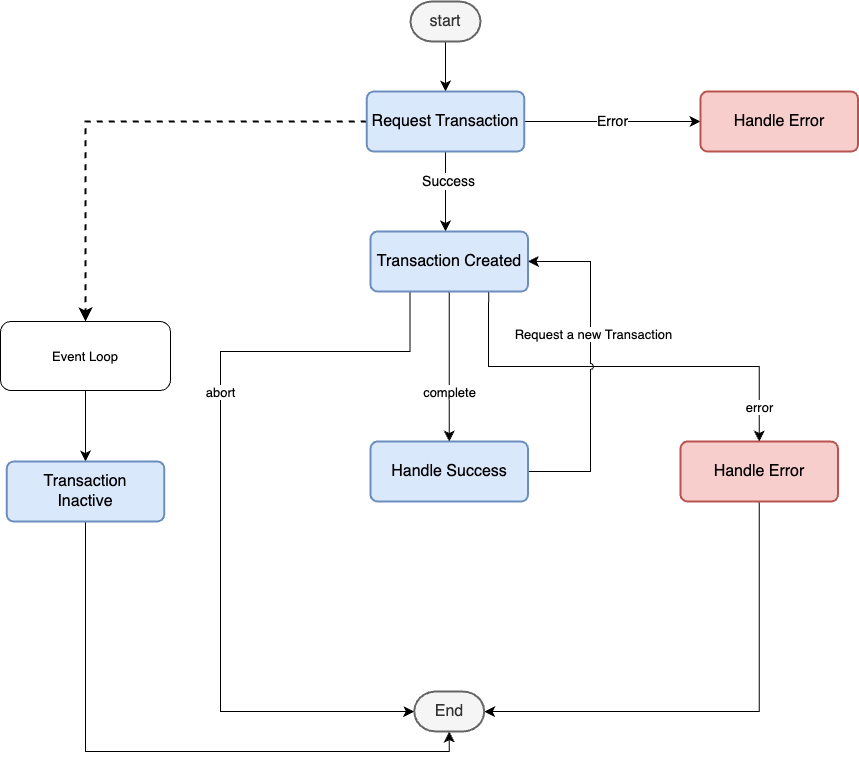 start
Request Transaction
Error
Handle Error
Success
Transaction Created
Request a new Transaction
Event Loop
abort
complete
error
Handle Success
Handle Error
Transaction
Inactive
End